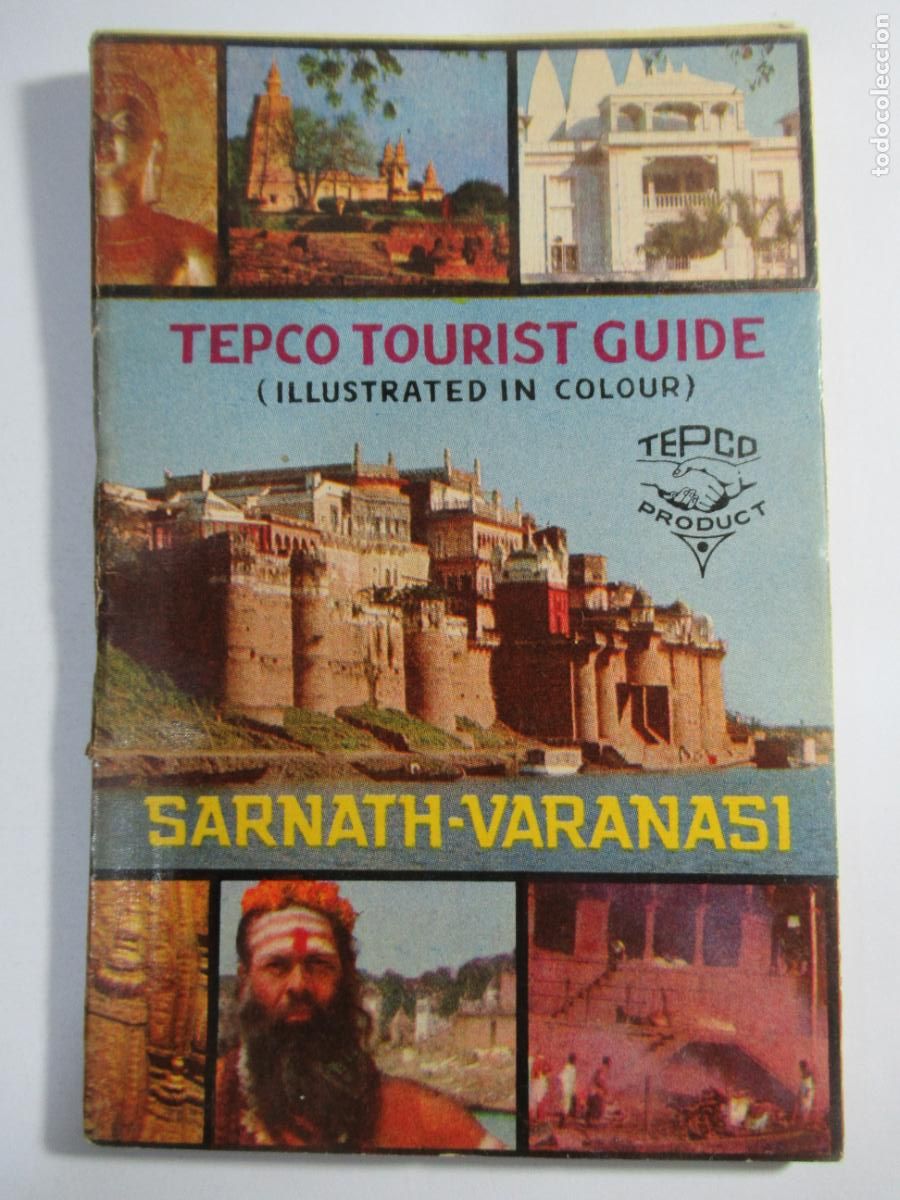 TEPCO TOURIST GUIDE
(ILLUSTRATED IN COLOUR)
TEPCO
PRODUCT
SARNATH-VARANASI
todocoleccion